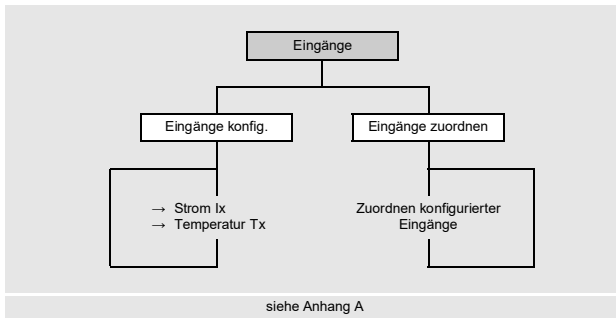 Eingänge
Eingänge konfig.
Eingänge zuordnen
→ Strom Ix
→ Temperatur Tx
Zuordnen konfigurierter
Eingänge
siehe Anhang A